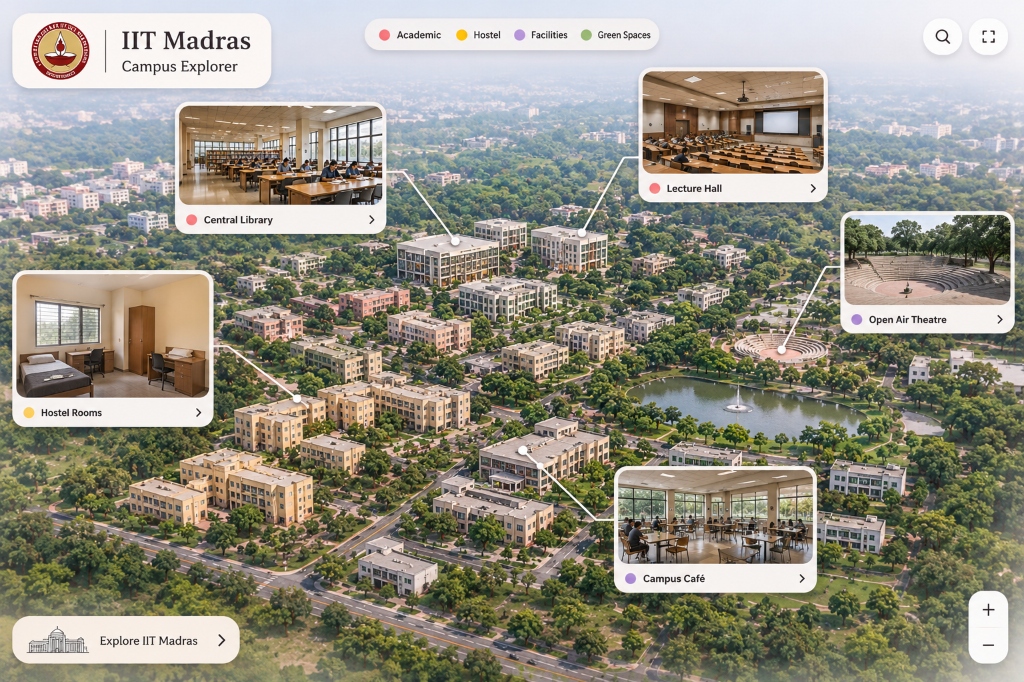 IIT Madras
Campus Explorer
Academic
Hostel
Facilities
Green Spaces
Central Library
Lecture Hall
Open Air Theatre
Hostel Rooms
Campus Café
Explore IIT Madras